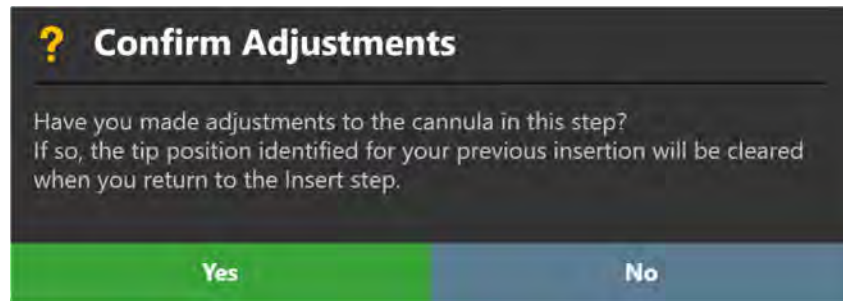 ? Confirm Adjustments
Have you made adjustments to the cannula in this step?
If so, the tip position identified for your previous insertion will be cleared
when you return to the Insert step.
Yes No